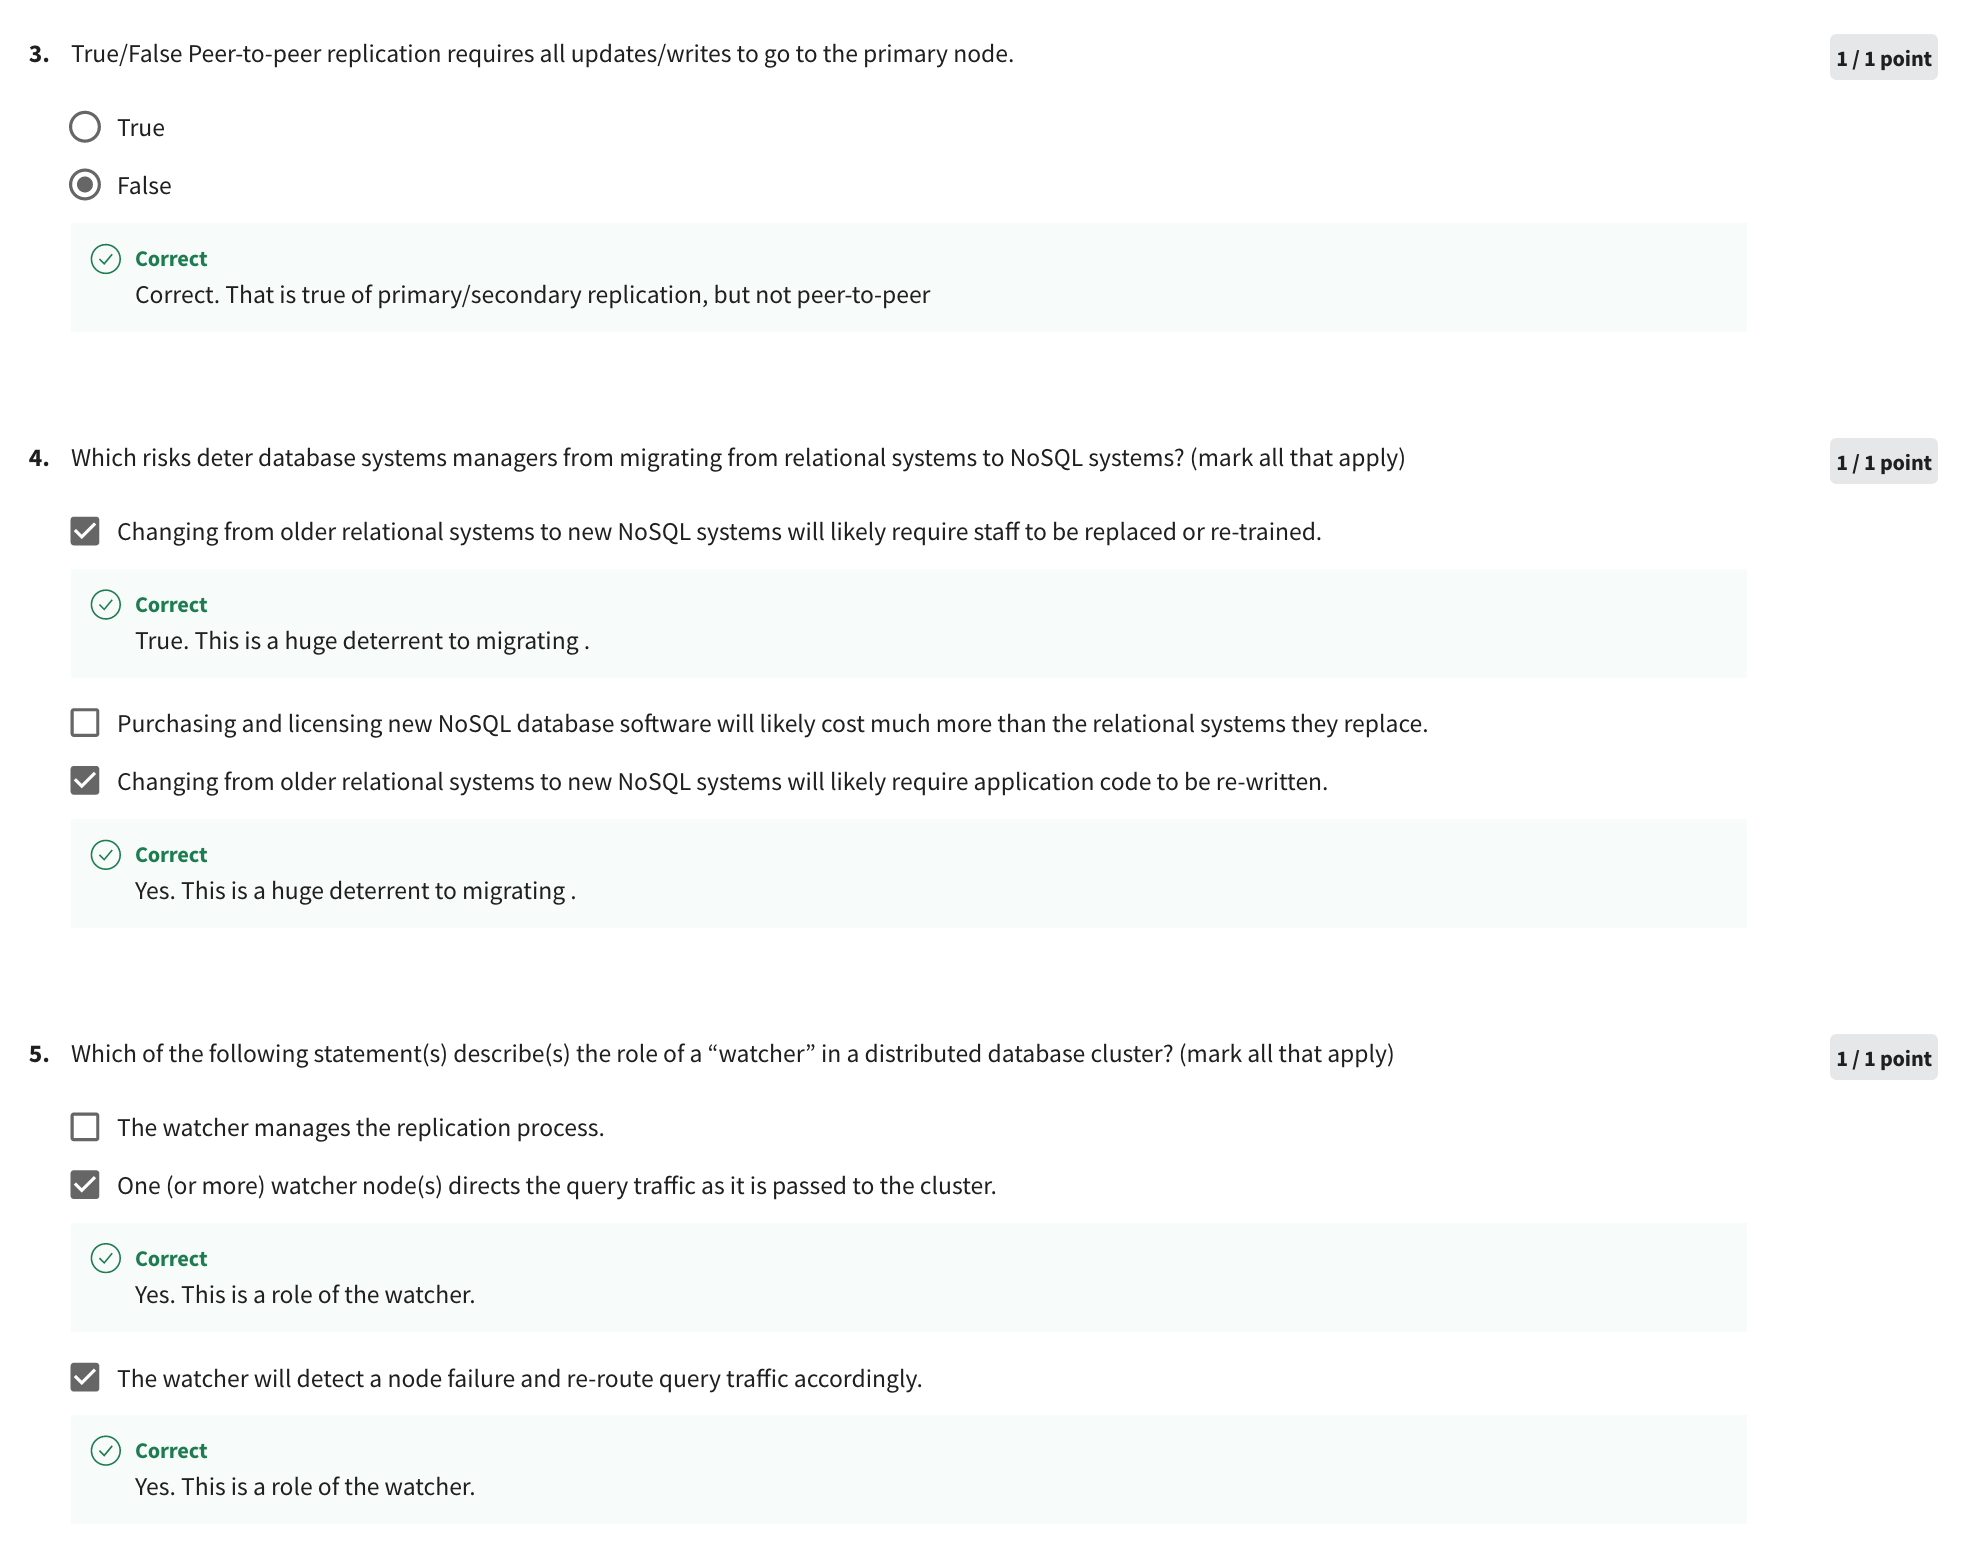 3. True/False Peer-to-peer replication requires all updates/writes to go to the primary node.
1 / 1 point
True
False
Correct
Correct. That is true of primary/secondary replication, but not peer-to-peer
4. Which risks deter database systems managers from migrating from relational systems to NoSQL systems? (mark all that apply)
1 / 1 point
Changing from older relational systems to new NoSQL systems will likely require staff to be replaced or re-trained.
Correct
True. This is a huge deterrent to migrating .
Purchasing and licensing new NoSQL database software will likely cost much more than the relational systems they replace.
Changing from older relational systems to new NoSQL systems will likely require application code to be re-written.
Correct
Yes. This is a huge deterrent to migrating .
5. Which of the following statement(s) describe(s) the role of a “watcher” in a distributed database cluster? (mark all that apply)
1 / 1 point
The watcher manages the replication process.
One (or more) watcher node(s) directs the query traffic as it is passed to the cluster.
Correct
Yes. This is a role of the watcher.
The watcher will detect a node failure and re-route query traffic accordingly.
Correct
Yes. This is a role of the watcher.